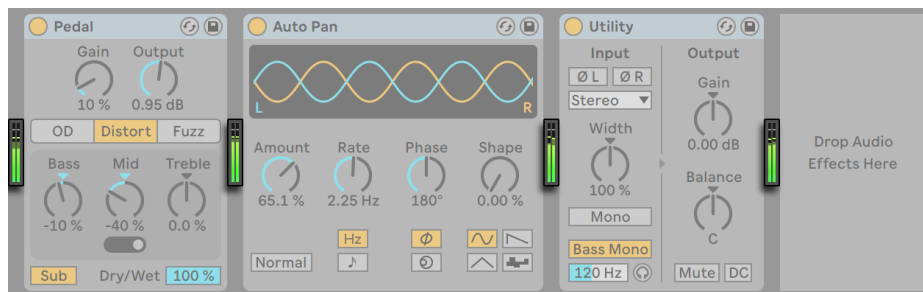 Pedal
Gain Output
10 % 0.95 dB
OD Distort Fuzz
Bass Mid Treble
-10 % -40 % 0.0 %
Sub Dry/Wet 100 %
Auto Pan
L R
Amount Rate Phase Shape
65.1 % 2.25 Hz 180° 0.00 %
Hz Φ
Normal
Utility
Input Output
Ø L Ø R
Stereo
Gain
0.00 dB
Width
100 %
Balance
C
Mono
Bass Mono
120 Hz
Mute DC
Drop Audio
Effects Here